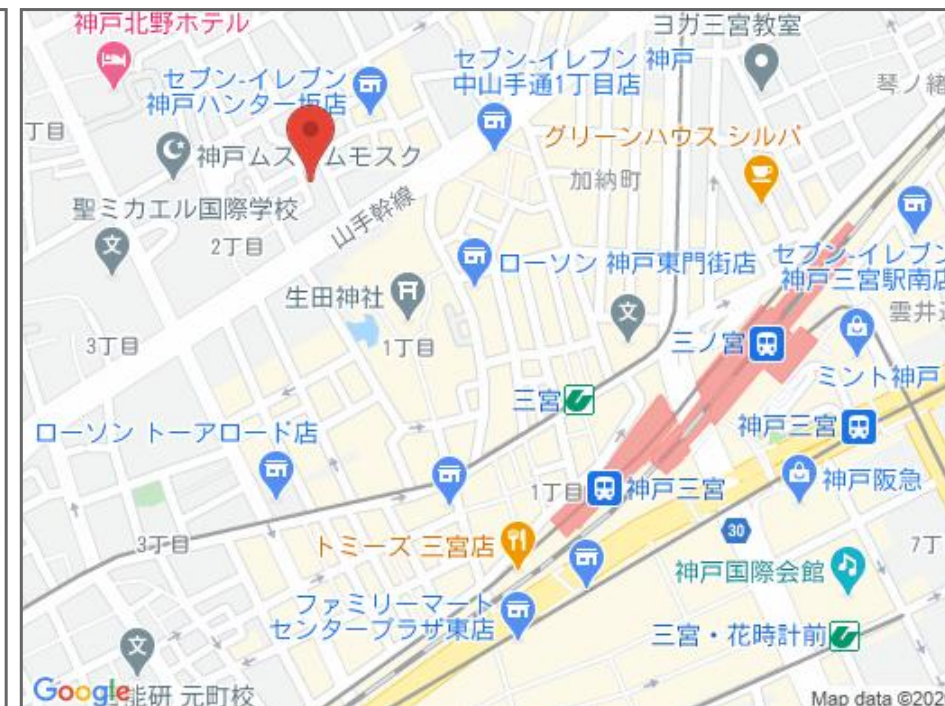 神戸北野ホテル
ヨガ三宮教室
セブン-イレブン
神戸ハンター坂店
セブン-イレブン 神戸
中山手通1丁目店
琴ノ緒
丁目
神戸ムス
ムモスク
グリーンハウス シルバ
加納町
聖ミカエル国際学校
2丁目
山手幹線
ローソン 神戸東門街店
セブン-イレブン
神戸三宮駅南店
生田神社
1丁目
雲井
3丁目
三ノ宮
ミント神戸
三宮
ローソン トーアロード店
神戸三宮
1丁目
神戸三宮
神戸阪急
3丁目
トミーズ 三宮店
30
7丁
神戸国際会館
ファミリーマート
センタープラザ東店
三宮・花時計前
Google
能研 元町校
Map data ©202